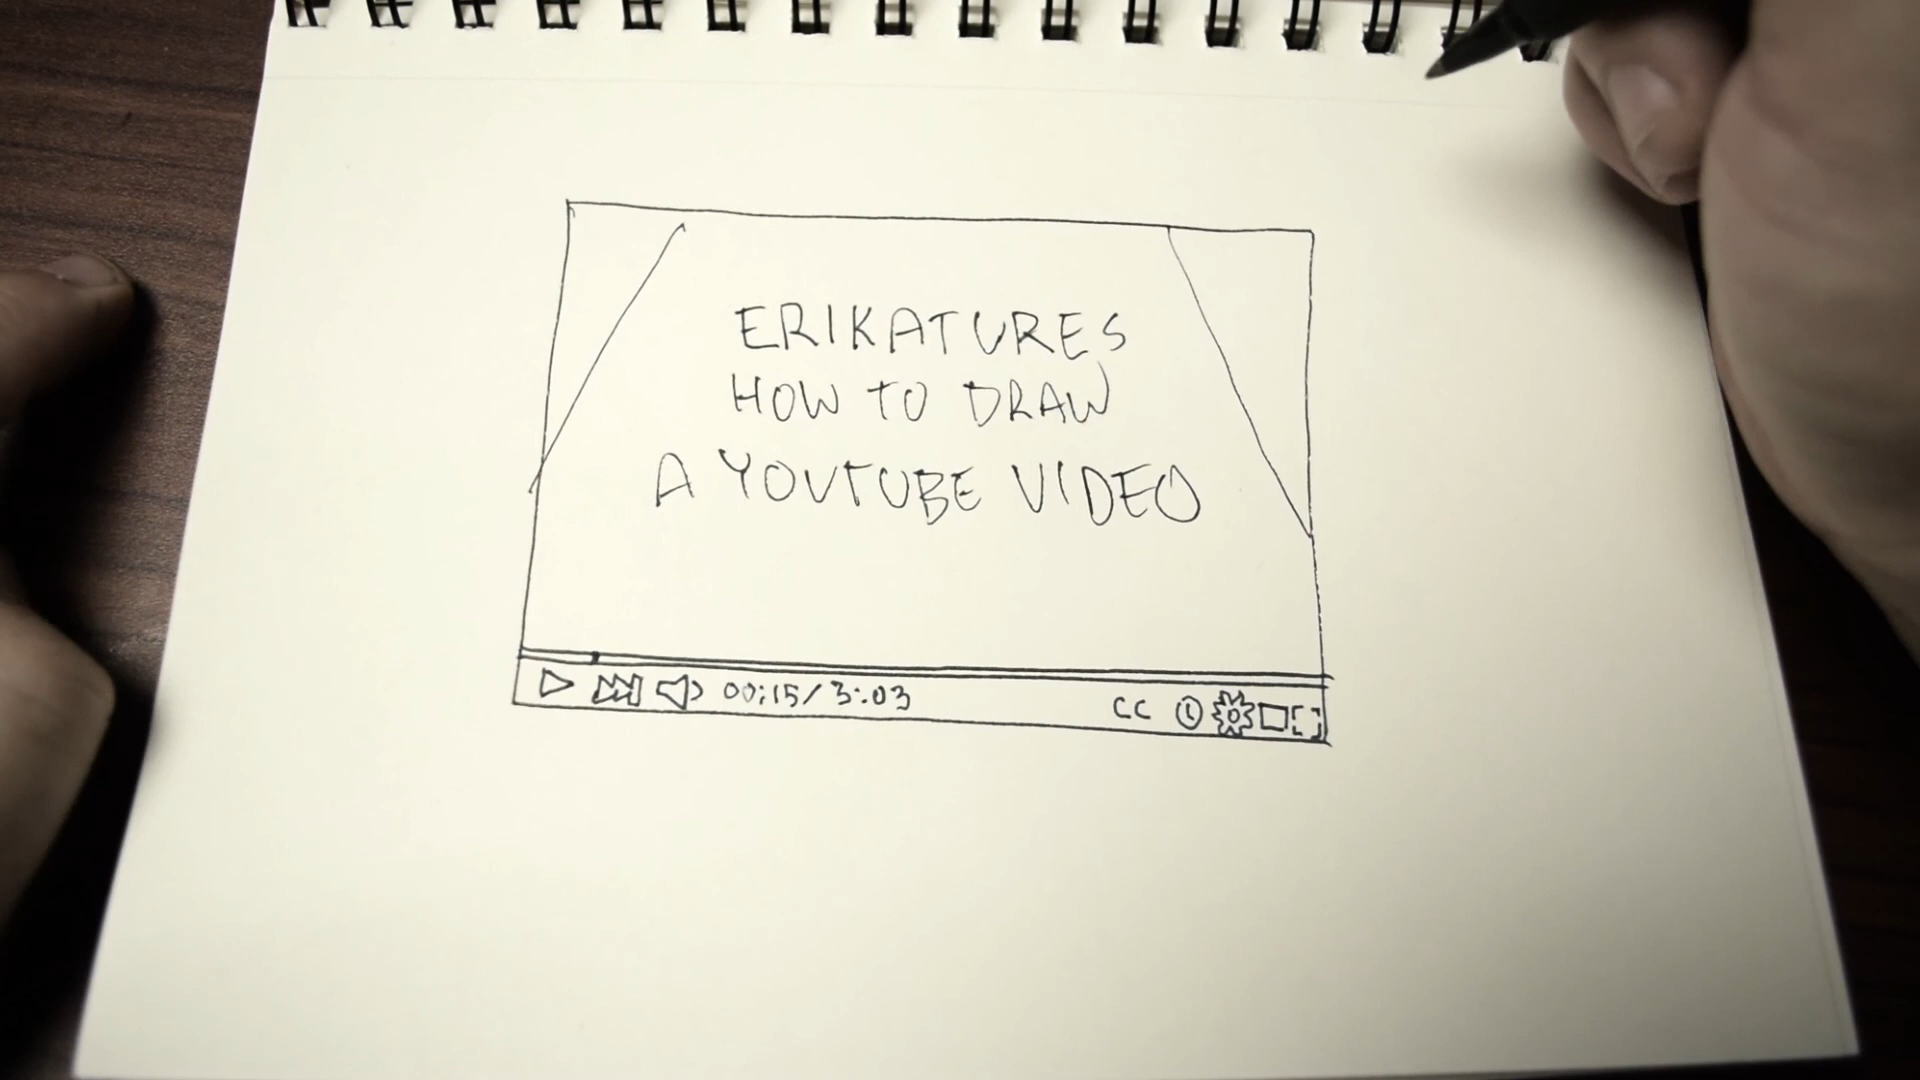 ERIKATURES
HOW TO DRAW
A YOUTUBE VIDEO
00:15/3:03
CC